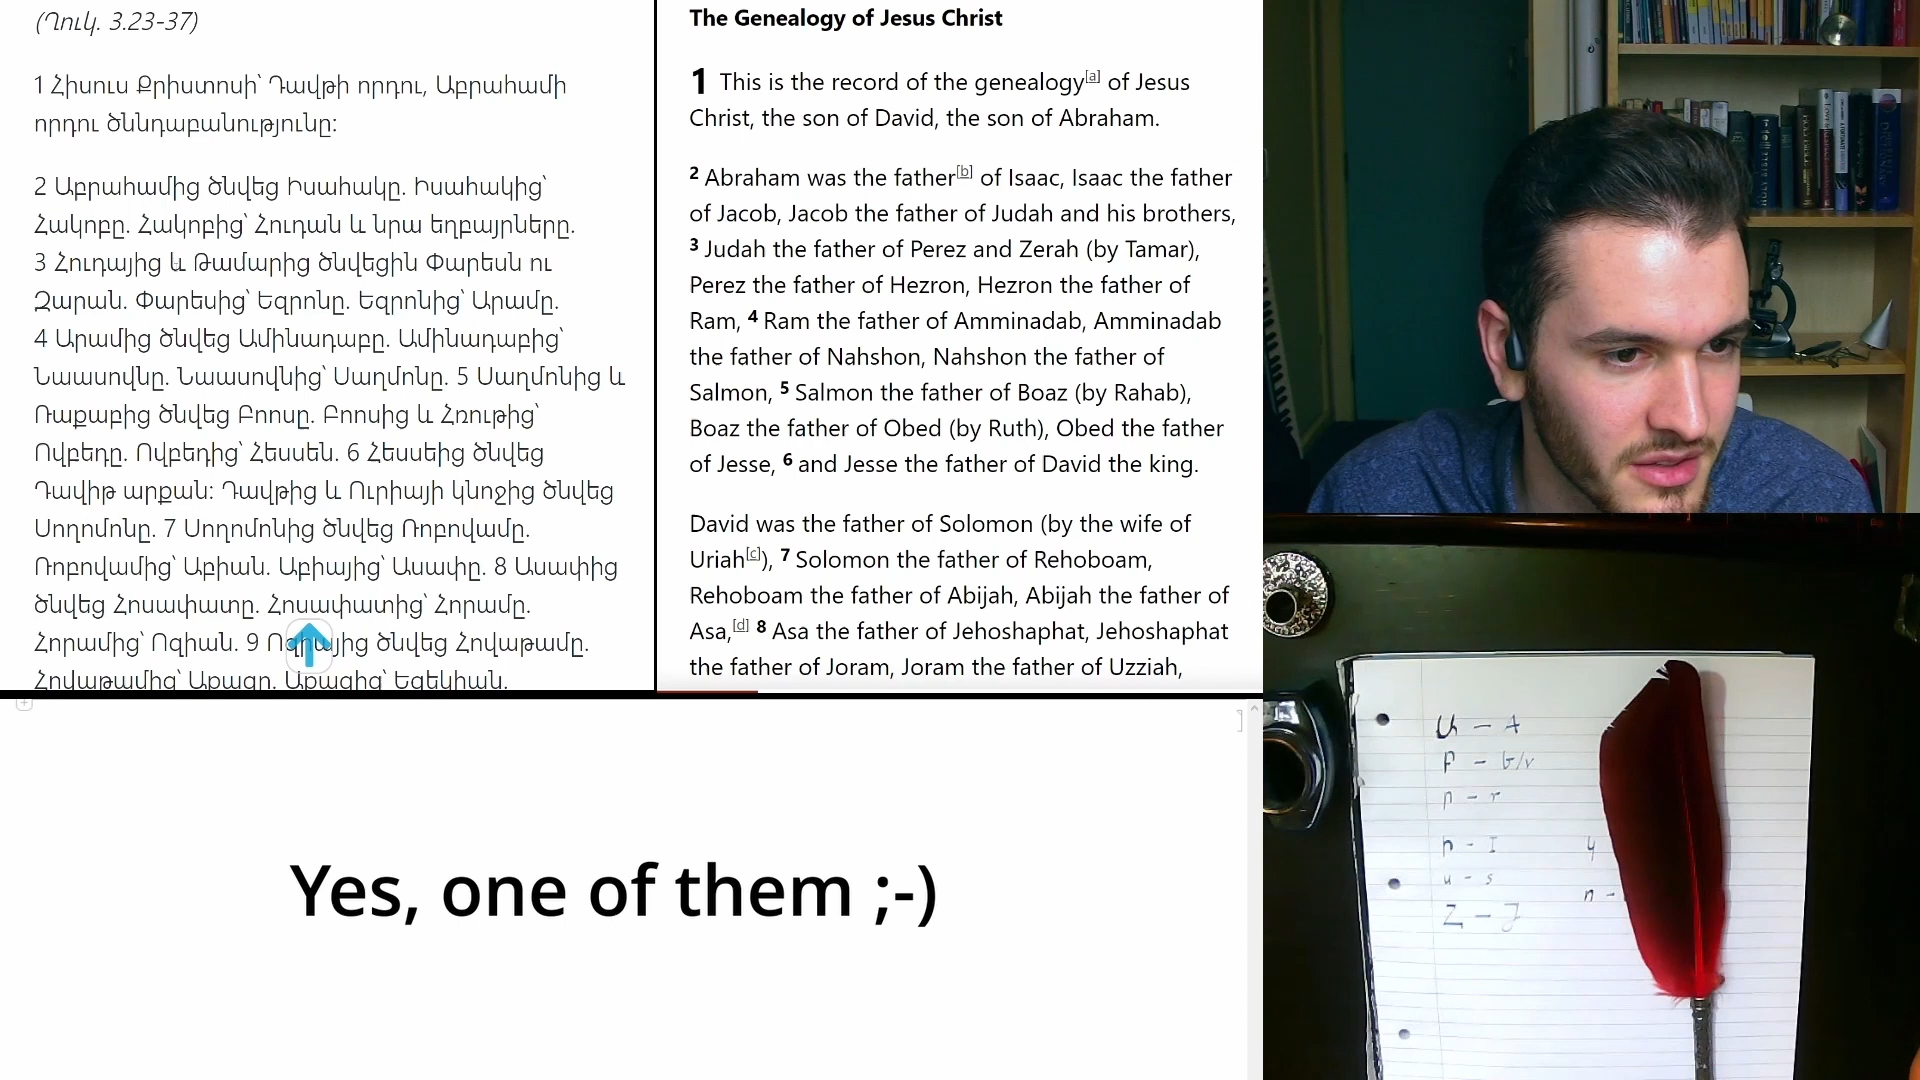 (Ղուկ. 3.23-37)
1 Հիսուս Քրիստոսի՝ Դավթի որդու, Աբրահամի
որդու ծննդաբանությունը:
2 Աբրահամից ծնվեց Իսահակը. Իսահակից՝
Հակոբը. Հակոբից՝ Հուդան և նրա եղբայրները.
3 Հուդայից և Թամարից ծնվեցին Փարեսն ու
Զարան. Փարեսից՝ Եզրոնը. Եզրոնից՝ Արամը.
4 Արամից ծնվեց Ամինադաբը. Ամինադաբից՝
Նաասովնը. Նաասովնից՝ Սաղմոնը. 5 Սաղմոնից և
Ռաքաբից ծնվեց Բոոսը. Բոոսից և Հռութից՝
Ովբեդը. Ովբեդից՝ Հեսսեն. 6 Հեսսեից ծնվեց
Դավիթ արքան: Դավթից և Ուրիայի կնոջից ծնվեց
Սողոմոնը. 7 Սողոմոնից ծնվեց Ռոբովամը.
Ռոբովամից՝ Աբիան. Աբիայից՝ Ասափը. 8 Ասափից
ծնվեց Հոսափատը. Հոսափատից՝ Հորամը.
Հորամից՝ Ոզիան. 9 Ոզիայից ծնվեց Հովաթամը.
Հովաթամից՝ Աքազը. Աքազից՝ Եզեկիան.
The Genealogy of Jesus Christ
1 This is the record of the genealogy[a] of Jesus
Christ, the son of David, the son of Abraham.
2 Abraham was the father[b] of Isaac, Isaac the father
of Jacob, Jacob the father of Judah and his brothers,
3 Judah the father of Perez and Zerah (by Tamar),
Perez the father of Hezron, Hezron the father of
Ram, 4 Ram the father of Amminadab, Amminadab
the father of Nahshon, Nahshon the father of
Salmon, 5 Salmon the father of Boaz (by Rahab),
Boaz the father of Obed (by Ruth), Obed the father
of Jesse, 6 and Jesse the father of David the king.
David was the father of Solomon (by the wife of
Uriah[c]), 7 Solomon the father of Rehoboam,
Rehoboam the father of Abijah, Abijah the father of
Asa,[d] 8 Asa the father of Jehoshaphat, Jehoshaphat
the father of Joram, Joram the father of Uzziah,
Yes, one of them ;-)
Ա – A
Բ – b/v
ր – r
ի – I
ս – s
Հ – J